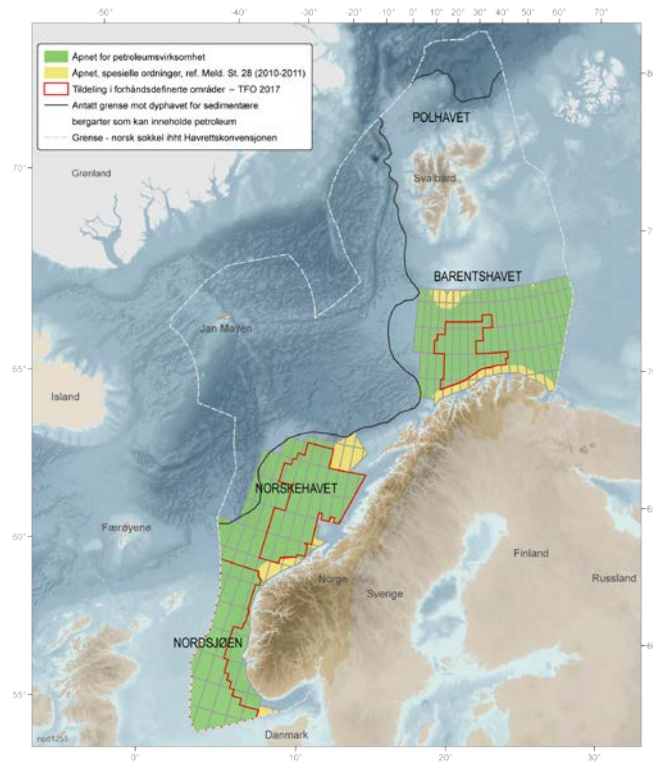 -50° -40° -30° -20° -10° 0° 10° 20° 30° 40° 50° 60° 70°
Åpnet for petroleumsvirksomhet
Åpnet, spesielle ordninger, ref. Meld. St. 28 (2010-2011)
Tildeling i forhåndsdefinerte områder – TFO 2017
Antatt grense mot dyphavet for sedimentære
bergarter som kan inneholde petroleum
Grense - norsk sokkel ihht Havrettskonvensjonen
POLHAVET
70°
Grønland
Svalbard
BARENTSHAVET
Jan Mayen
65°
Island
NORSKEHAVET
Færøyene
60°
Finland
Norge
Russland
Sverige
NORDSJØEN
55°
npd1255
Danmark
0° 10° 20° 30°